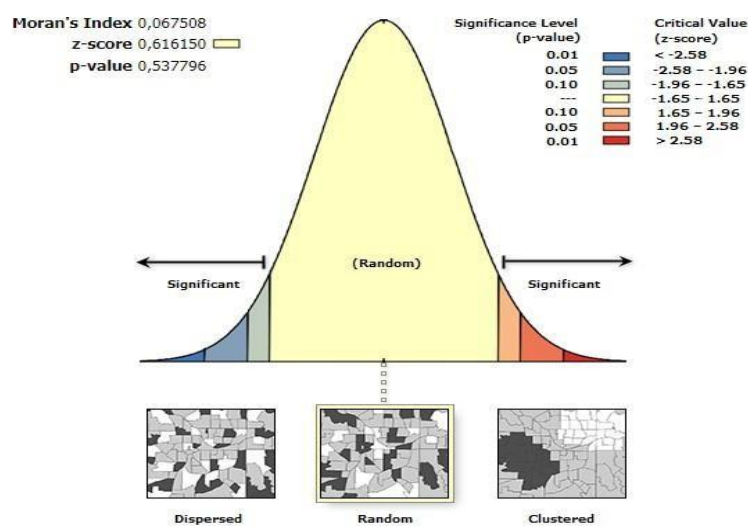 Moran's Index 0,067508
z-score 0,616150
p-value 0,537796
Significance Level Critical Value
(p-value) (z-score)
0.01 < -2.58
0.05 -2.58 – -1.96
0.10 -1.96 – -1.65
--- -1.65 – 1.65
0.10 1.65 – 1.96
0.05 1.96 – 2.58
0.01 > 2.58
(Random)
Significant Significant
Dispersed Random Clustered